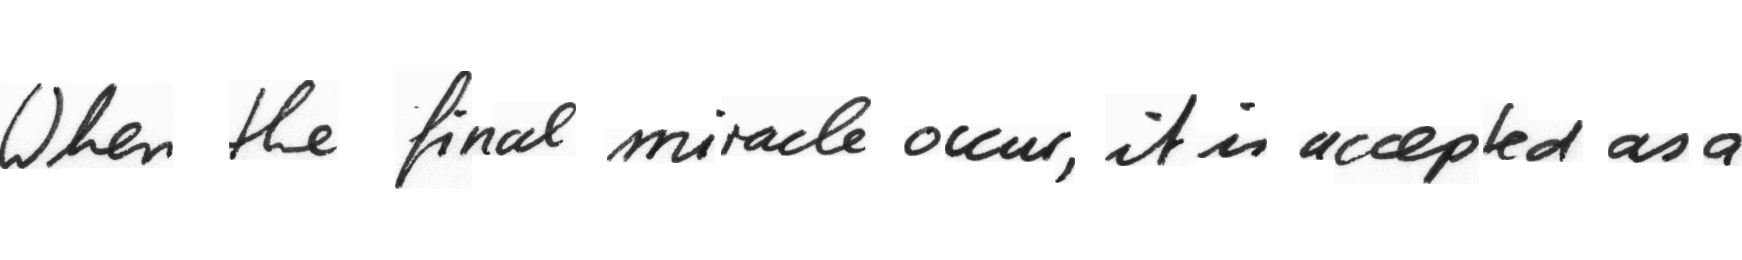 When the final miracle occur, it is accepted as a